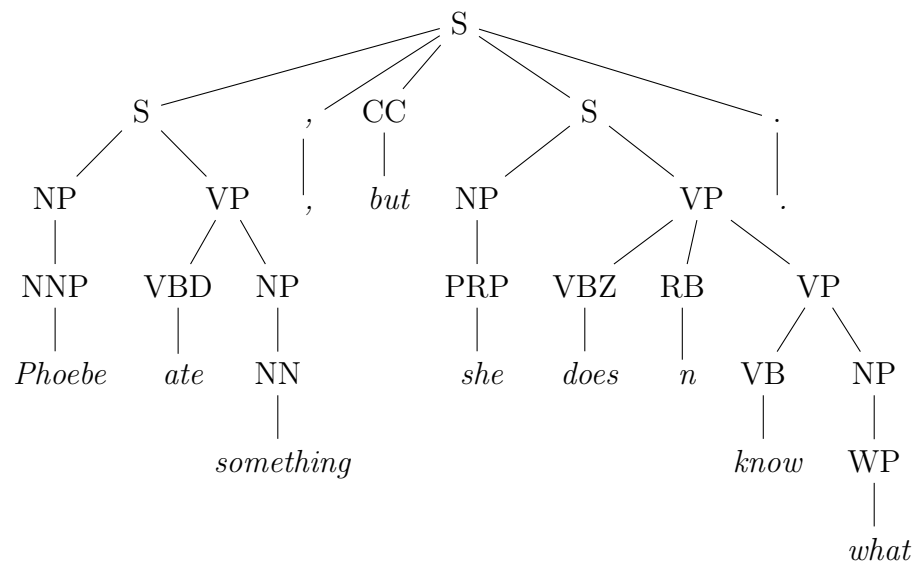 S
S , CC S .
NP VP , but NP VP .
NNP VBD NP PRP VBZ RB VP
Phoebe ate NN she does n VB NP
something know WP
what